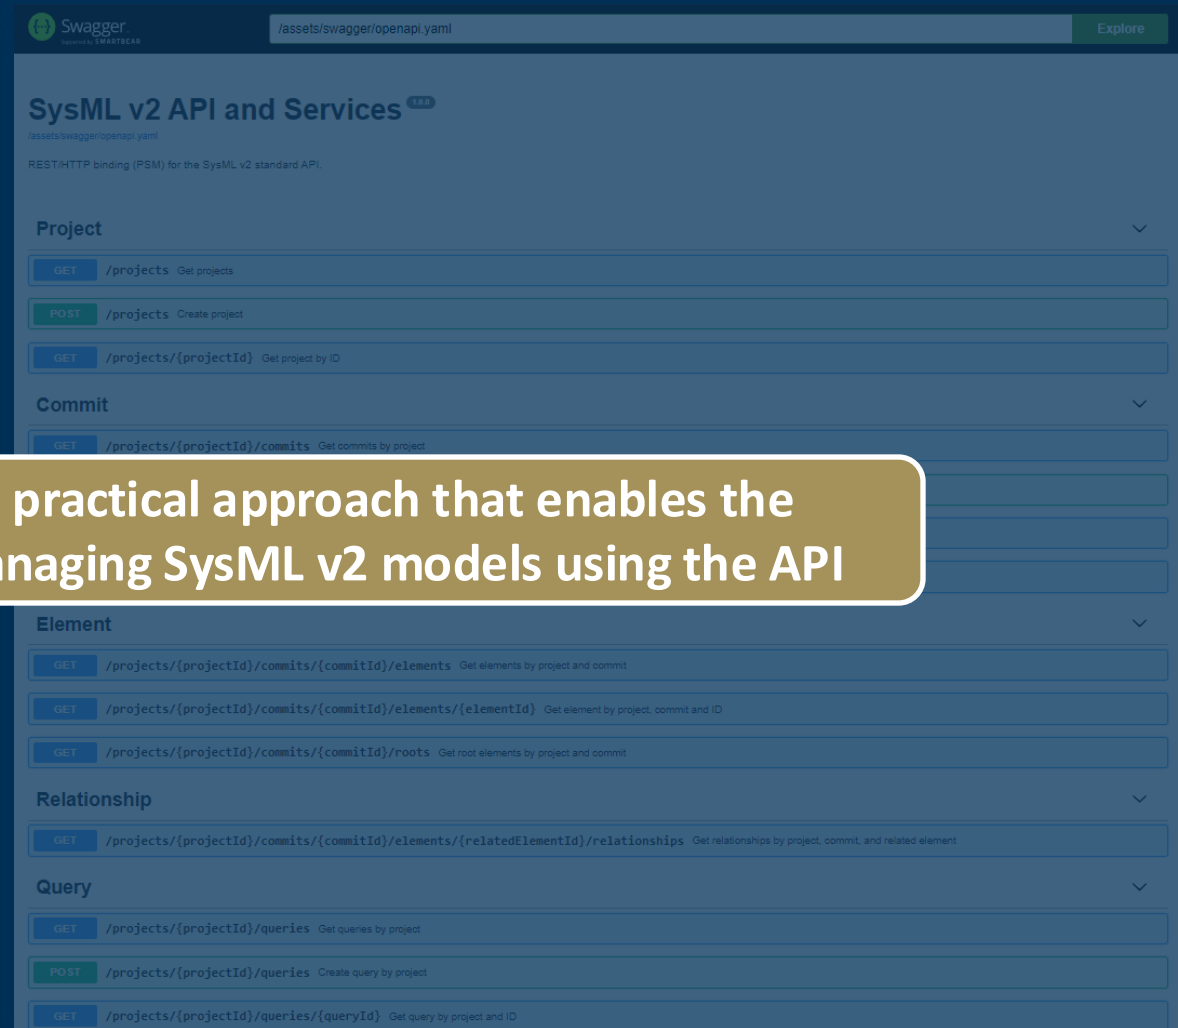 Swagger.
Supported by SMARTBEAR
/assets/swagger/openapi.yaml
Explore
SysML v2 API and Services 1.0.0
/assets/swagger/openapi.yaml
REST/HTTP binding (PSM) for the SysML v2 standard API.
Project
GET /projects Get projects
POST /projects Create project
GET /projects/{projectId} Get project by ID
Commit
GET /projects/{projectId}/commits Get commits by project
practical approach that enables the
naging SysML v2 models using the API
Element
GET /projects/{projectId}/commits/{commitId}/elements Get elements by project and commit
GET /projects/{projectId}/commits/{commitId}/elements/{elementId} Get element by project, commit and ID
GET /projects/{projectId}/commits/{commitId}/roots Get root elements by project and commit
Relationship
GET /projects/{projectId}/commits/{commitId}/elements/{relatedElementId}/relationships Get relationships by project, commit, and related element
Query
GET /projects/{projectId}/queries Get queries by project
POST /projects/{projectId}/queries Create query by project
GET /projects/{projectId}/queries/{queryId} Get query by project and ID